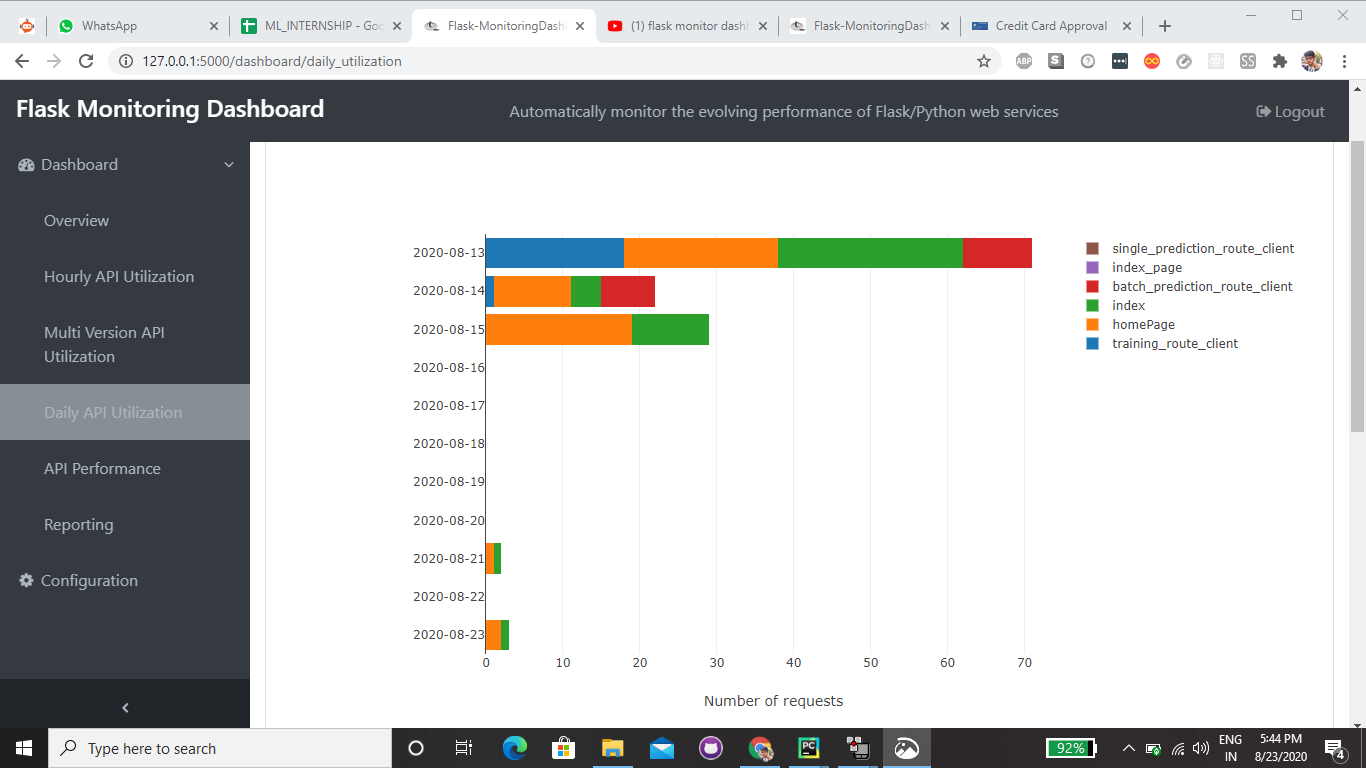 WhatsApp
ML_INTERNSHIP - Goo
Flask-MonitoringDash
(1) flask monitor dash
Flask-MonitoringDash
Credit Card Approval
127.0.0.1:5000/dashboard/daily_utilization
ABP
S
SS
Flask Monitoring Dashboard
Automatically monitor the evolving performance of Flask/Python web services
Logout
Dashboard
Overview
Hourly API Utilization
Multi Version API
Utilization
Daily API Utilization
API Performance
Reporting
Configuration
2020-08-13
2020-08-14
2020-08-15
2020-08-16
2020-08-17
2020-08-18
2020-08-19
2020-08-20
2020-08-21
2020-08-22
2020-08-23
0 10 20 30 40 50 60 70
Number of requests
single_prediction_route_client
index_page
batch_prediction_route_client
index
homePage
training_route_client
Type here to search
PC
92%
ENG
IN
5:44 PM
8/23/2020
4